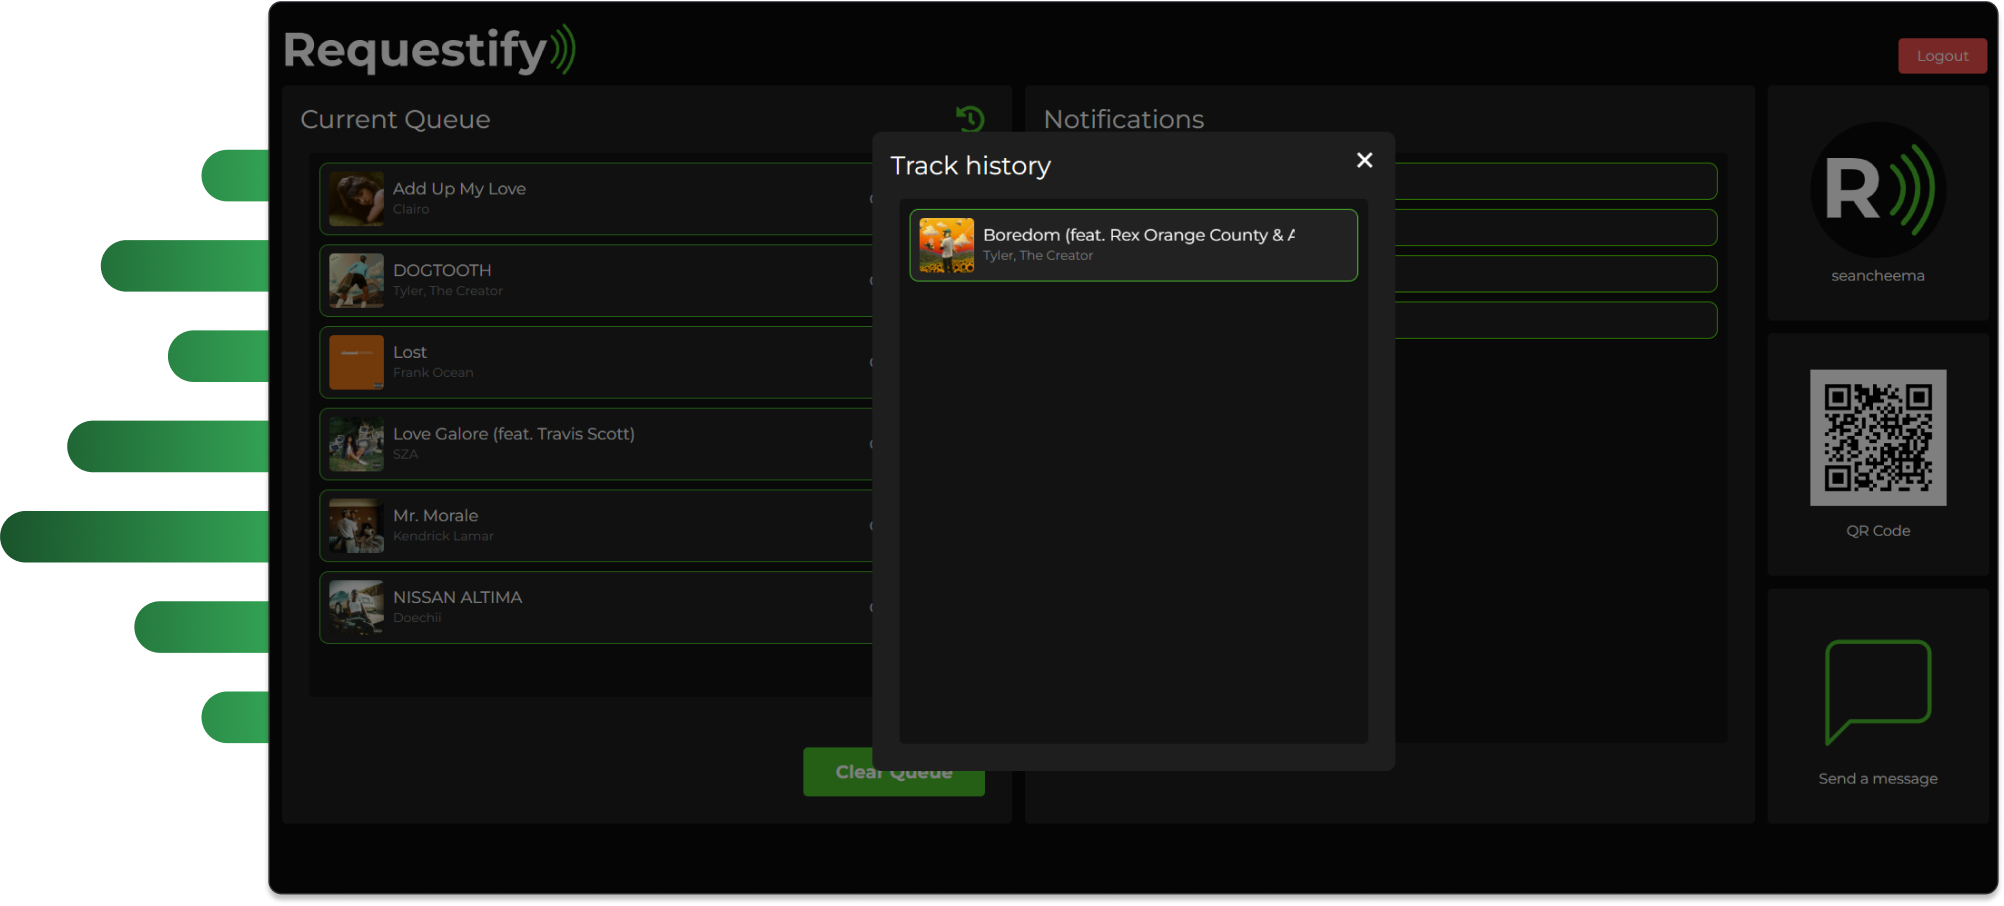 Requestify
Logout
Current Queue
Add Up My Love
Clairo
DOGTOOTH
Tyler, The Creator
Lost
Frank Ocean
Love Galore (feat. Travis Scott)
SZA
Mr. Morale
Kendrick Lamar
NISSAN ALTIMA
Doechii
Clear Queue
Notifications
Track history
Boredom (feat. Rex Orange County & A
Tyler, The Creator
R
seancheema
QR Code
Send a message